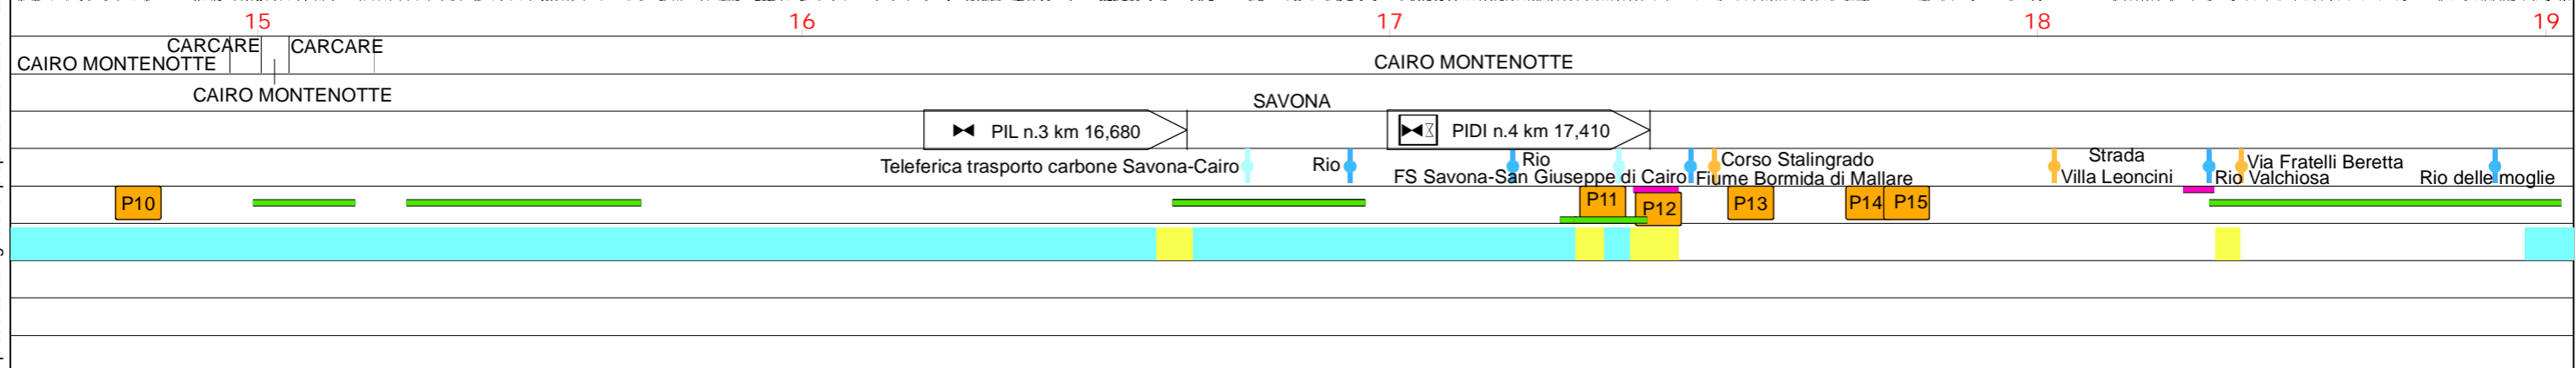 15 16 17 18 19
CARCARE CARCARE
CAIRO MONTENOTTE CAIRO MONTENOTTE
CAIRO MONTENOTTE
SAVONA
PIL n.3 km 16,680 PIDI n.4 km 17,410
Teleferica trasporto carbone Savona-Cairo Rio Rio Corso Stalingrado Strada Via Fratelli Beretta
FS Savona-San Giuseppe di Cairo Fiume Bormida di Mallare Villa Leoncini Rio Valchiosa Rio delle moglie
P10 P11 P12 P13 P14 P15